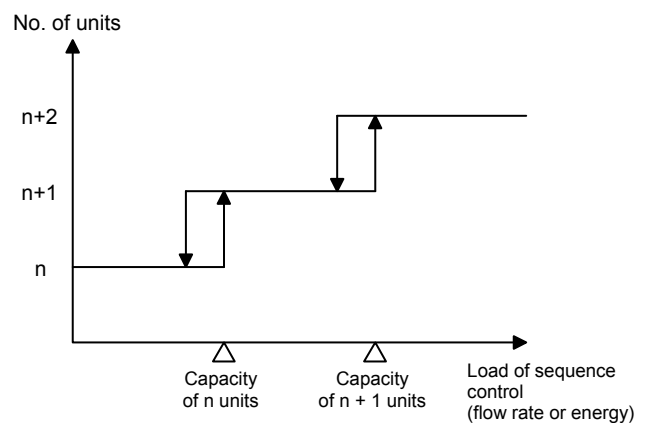 No. of units
n+2
n+1
n
Capacity
of n units
Capacity
of n + 1 units
Load of sequence
control
(flow rate or energy)